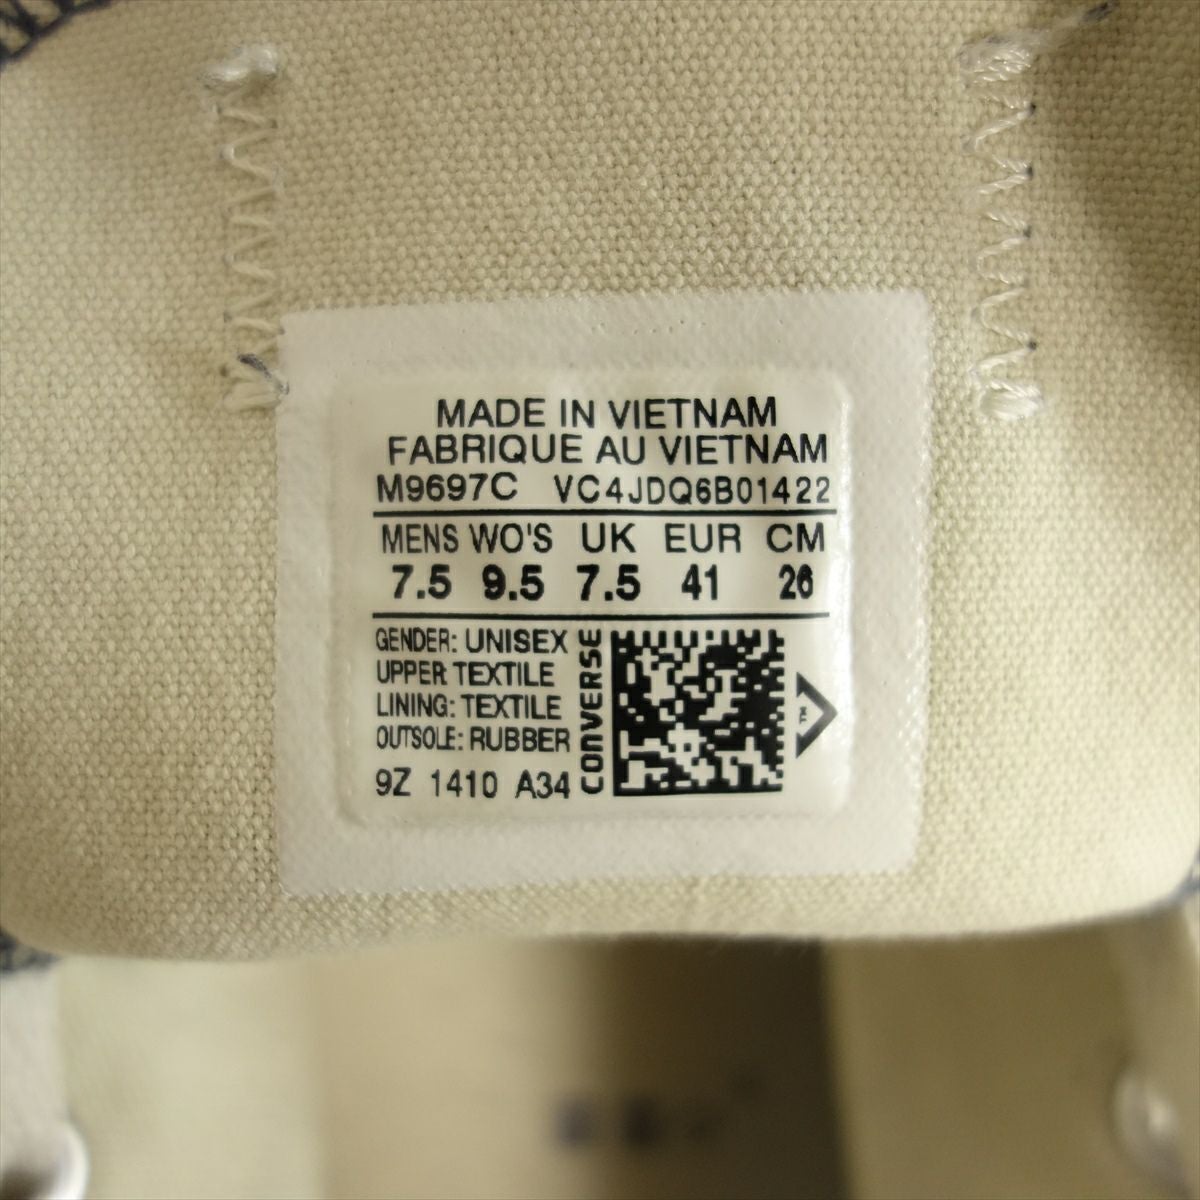 MADE IN VIETNAM
FABRIQUE AU VIETNAM
M9697C VC4JDQ6B01422
MENS WO'S UK EUR CM
7.5 9.5 7.5 41 26
GENDER: UNISEX
UPPER: TEXTILE
LINING: TEXTILE
OUTSOLE: RUBBER
9Z 1410 A34
CONVERSE